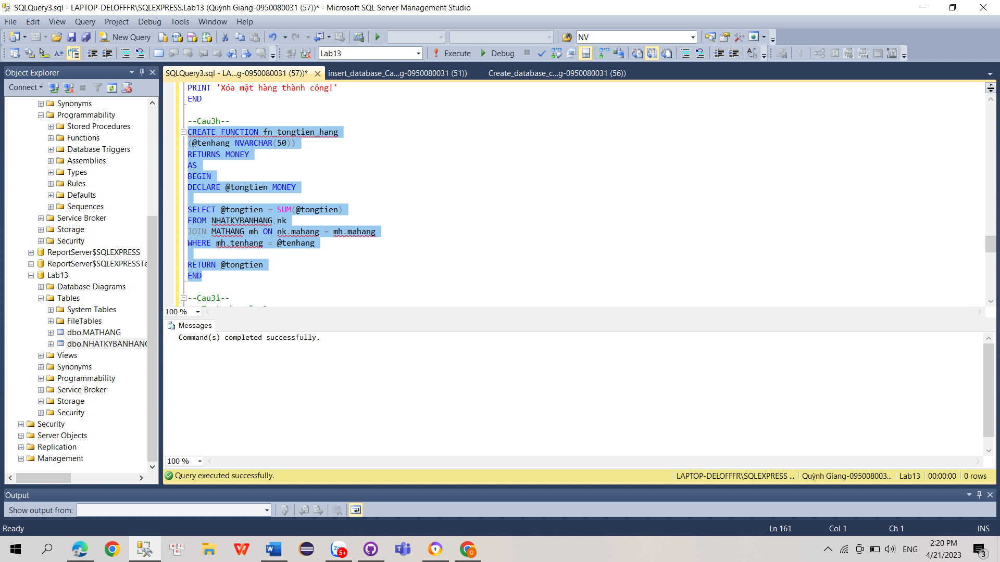 SQLQuery3.sql - LAPTOP-DELOFFFR\SQLEXPRESS.Lab13 (Quỳnh Giang-0950080031 (57))* - Microsoft SQL Server Management Studio
File Edit View Query Project Debug Tools Window Help
New Query NV
Lab13 Execute Debug
Object Explorer
Connect
Synonyms
Programmability
Stored Procedures
Functions
Database Triggers
Assemblies
Types
Rules
Defaults
Sequences
Service Broker
Storage
Security
ReportServer$SQLEXPRESS
ReportServer$SQLEXPRESSTe
Lab13
Database Diagrams
Tables
System Tables
FileTables
dbo.MATHANG
dbo.NHATKYBANHANG
Views
Synonyms
Programmability
Service Broker
Storage
Security
Security
Server Objects
Replication
Management
SQLQuery3.sql - LA...g-0950080031 (57))* insert_database_Ca...g-0950080031 (51)) Create_database_c...g-0950080031 (56))
PRINT 'Xóa mặt hàng thành công!'
END
--Cau3h--
CREATE FUNCTION fn_tongtien_hang
(@tenhang NVARCHAR(50))
RETURNS MONEY
AS
BEGIN
DECLARE @tongtien MONEY
SELECT @tongtien = SUM(@tongtien)
FROM NHATKYBANHANG nk
JOIN MATHANG mh ON nk.mahang = mh.mahang
WHERE mh.tenhang = @tenhang
RETURN @tongtien
END
--Cau3i--
100 %
Messages
Command(s) completed successfully.
100 %
Query executed successfully. LAPTOP-DELOFFFR\SQLEXPRESS ... Quỳnh Giang-095008003... Lab13 00:00:00 0 rows
Output
Show output from:
Ready Ln 161 Col 1 Ch 1 INS
5+
G
ENG
2:20 PM
4/21/2023
3